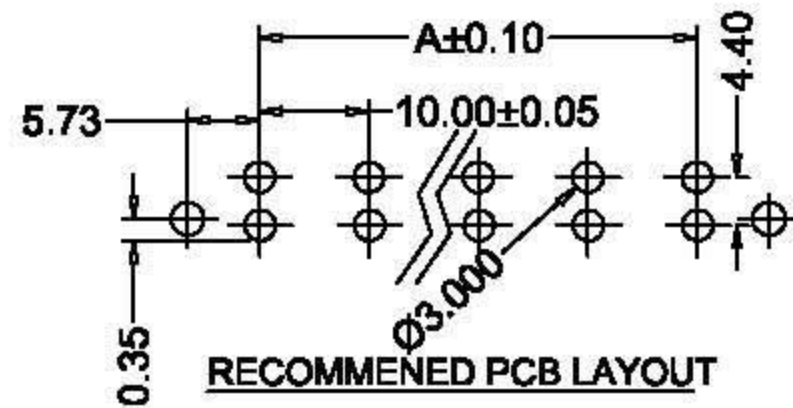 A±0.10
4.40
5.73
10.00±0.05
Ø3.000
0.35
RECOMMENED PCB LAYOUT